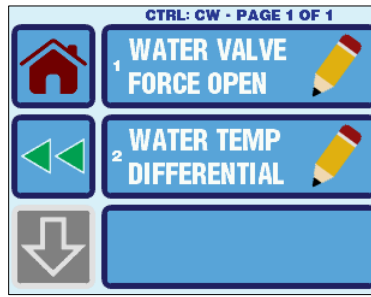 CTRL: CW - PAGE 1 OF 1
1 WATER VALVE
FORCE OPEN
2 WATER TEMP
DIFFERENTIAL